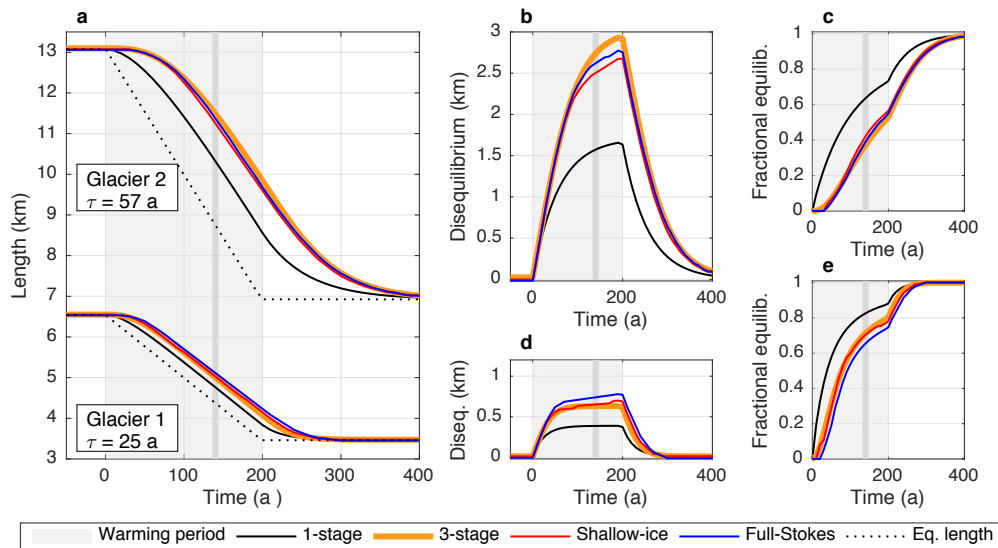 a
13
12
11
10
9
8
7
6
5
4
3
Length (km)
Glacier 2
τ = 57 a
Glacier 1
τ = 25 a
0 100 200 300 400
Time (a )
b
3
2.5
2
1.5
1
0.5
0
Disequilibrium (km)
0 200 400
Time (a)
c
1
0.8
0.6
0.4
0.2
0
Fractional equilib.
0 200 400
Time (a)
d
1
0.5
0
Diseq. (km)
0 200 400
Time (a)
e
1
0.8
0.6
0.4
0.2
0
Fractional equilib.
0 200 400
Time (a)
Warming period 1-stage 3-stage Shallow-ice Full-Stokes Eq. length